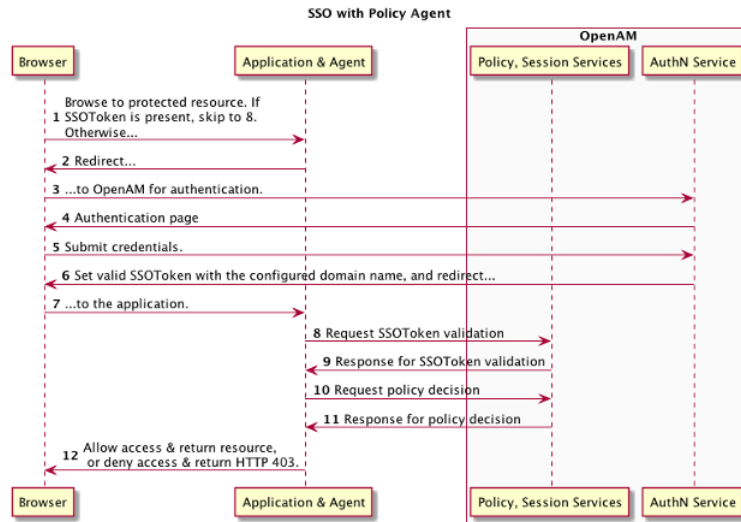 SSO with Policy Agent
OpenAM
Browser
Application & Agent
Policy, Session Services
AuthN Service
Browse to protected resource. If
1 SSOToken is present, skip to 8.
Otherwise...
2 Redirect...
3 ...to OpenAM for authentication.
4 Authentication page
5 Submit credentials.
6 Set valid SSOToken with the configured domain name, and redirect...
7 ...to the application.
8 Request SSOToken validation
9 Response for SSOToken validation
10 Request policy decision
11 Response for policy decision
12 Allow access & return resource,
or deny access & return HTTP 403.
Browser
Application & Agent
Policy, Session Services
AuthN Service